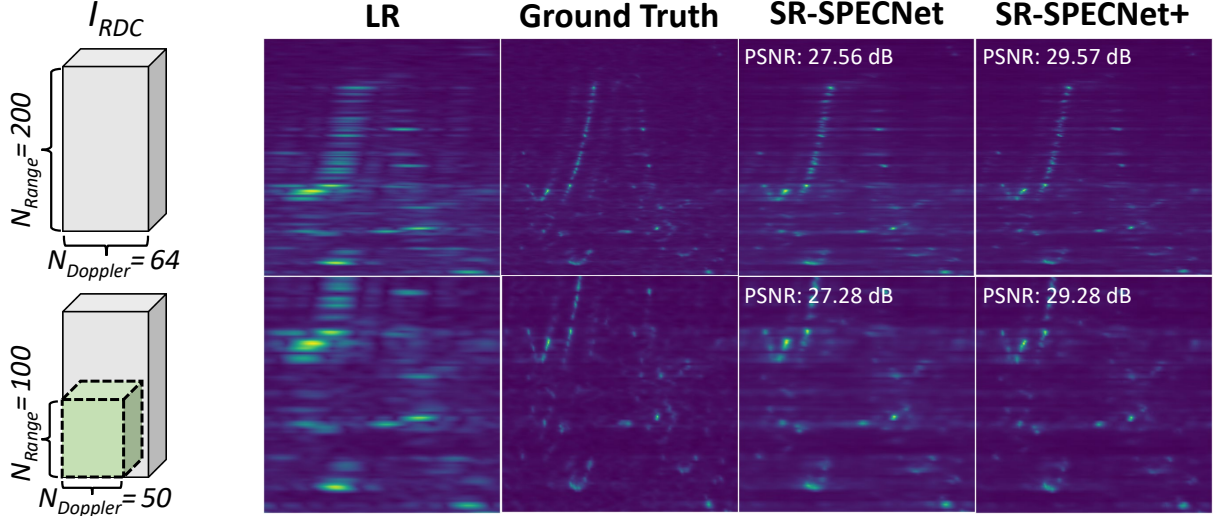 I_RDC
LR
Ground Truth
SR-SPECNet
SR-SPECNet+
N_Range = 200
N_Doppler = 64
PSNR: 27.56 dB
PSNR: 29.57 dB
N_Range = 100
N_Doppler = 50
PSNR: 27.28 dB
PSNR: 29.28 dB